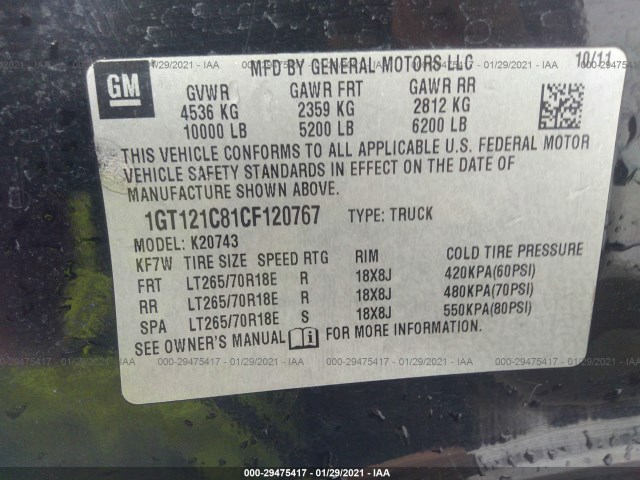 GM
MFD BY GENERAL MOTORS LLC 10/11
GVWR GAWR FRT GAWR RR
4536 KG 2359 KG 2812 KG
10000 LB 5200 LB 6200 LB
THIS VEHICLE CONFORMS TO ALL APPLICABLE U.S. FEDERAL MOTOR
VEHICLE SAFETY STANDARDS IN EFFECT ON THE DATE OF
MANUFACTURE SHOWN ABOVE.
1GT121C81CF120767 TYPE: TRUCK
MODEL: K20743
KF7W TIRE SIZE SPEED RTG RIM COLD TIRE PRESSURE
FRT LT265/70R18E R 18X8J 420KPA(60PSI)
RR LT265/70R18E R 18X8J 480KPA(70PSI)
SPA LT265/70R18E S 18X8J 550KPA(80PSI)
SEE OWNER'S MANUAL FOR MORE INFORMATION.
000-29475417 - 01/29/2021 - IAA